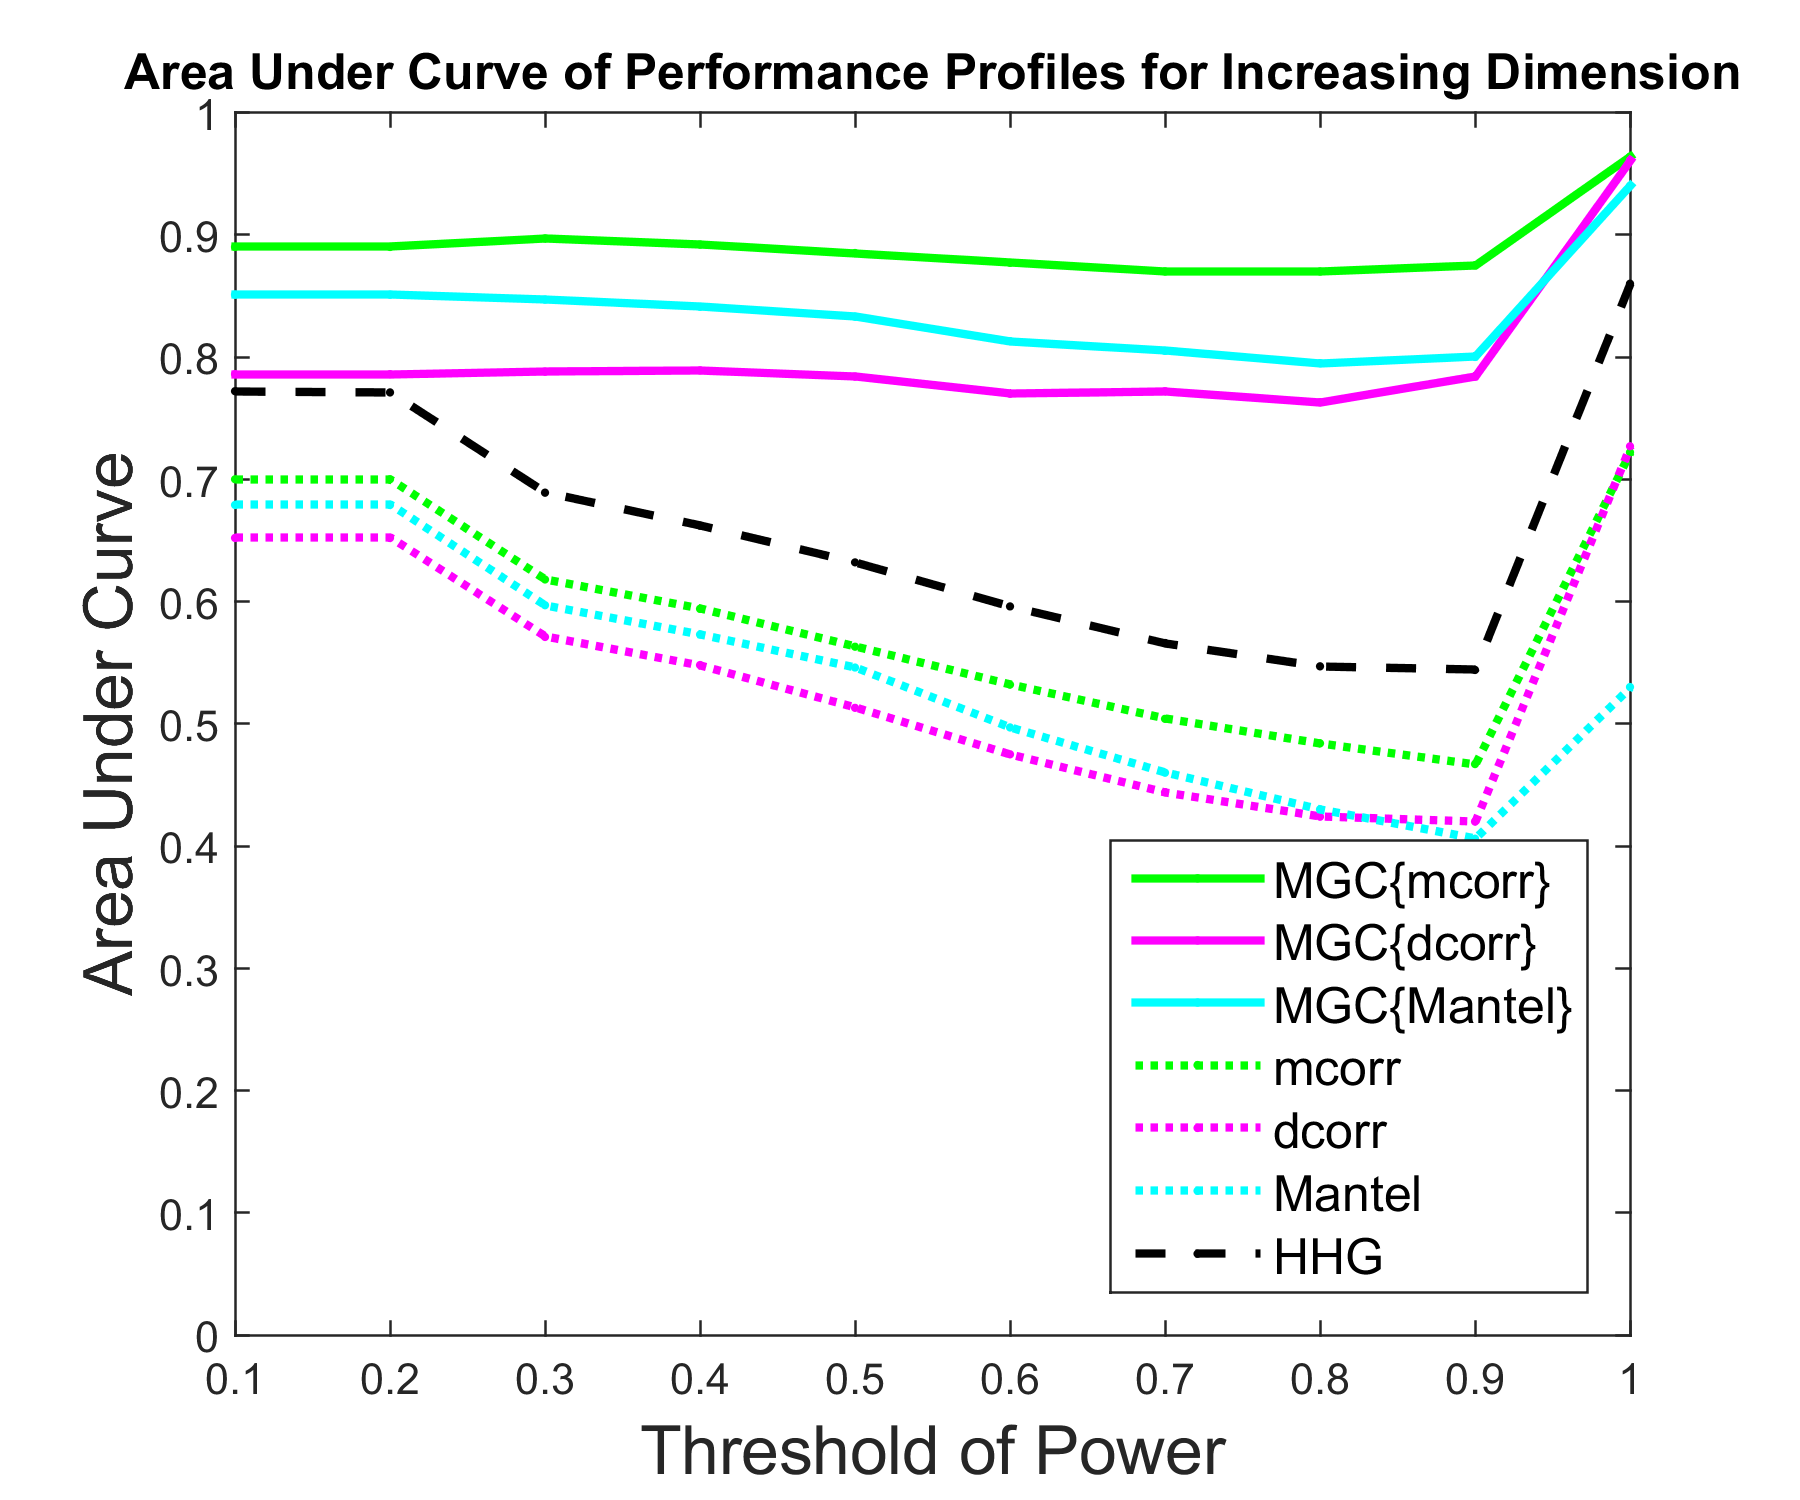 Area Under Curve of Performance Profiles for Increasing Dimension
1
0.9
0.8
0.7
0.6
0.5
0.4
0.3
0.2
0.1
0
Area Under Curve
MGC{mcorr}
MGC{dcorr}
MGC{Mantel}
mcorr
dcorr
Mantel
HHG
0.1 0.2 0.3 0.4 0.5 0.6 0.7 0.8 0.9 1
Threshold of Power